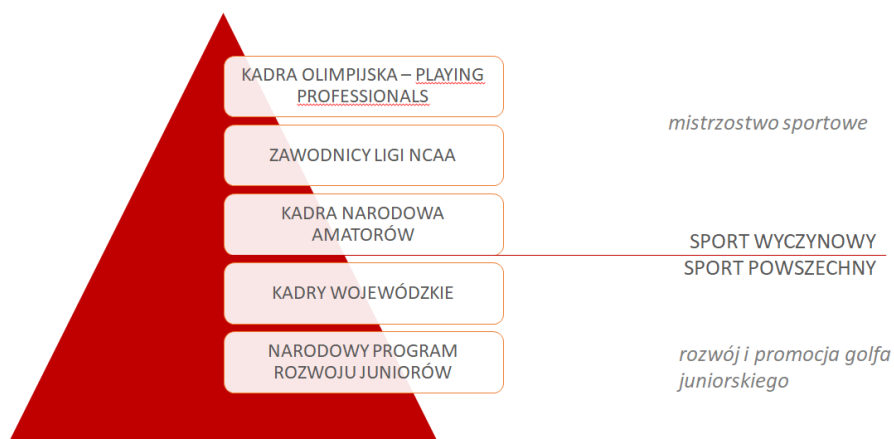 KADRA OLIMPIJSKA – PLAYING
PROFESSIONALS
mistrzostwo sportowe
ZAWODNICY LIGI NCAA
KADRA NARODOWA
AMATORÓW
SPORT WYCZYNOWY
SPORT POWSZECHNY
KADRY WOJEWÓDZKIE
NARODOWY PROGRAM
ROZWOJU JUNIORÓW
rozwój i promocja golfa
juniorskiego